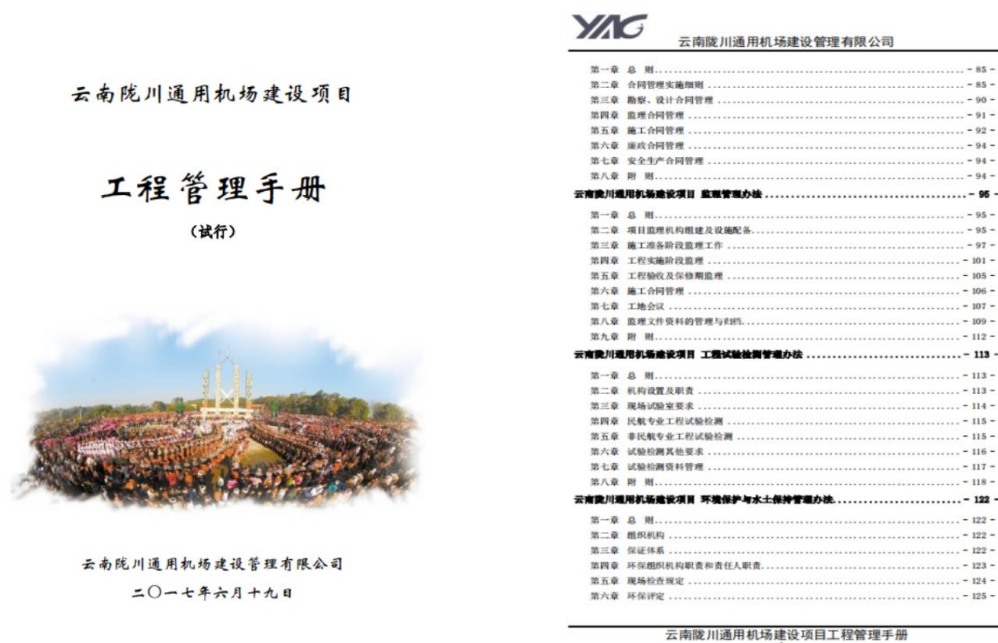 云南陇川通用机场建设项目
工程管理手册
（试行）
云南陇川通用机场建设管理有限公司
二〇一七年六月十九日
YAG
云南陇川通用机场建设管理有限公司
第一章 总 则 - 85 -
第二章 合同管理实施细则 - 85 -
第三章 勘察、设计合同管理 - 90 -
第四章 监理合同管理 - 91 -
第五章 施工合同管理 - 92 -
第六章 廉政合同管理 - 94 -
第七章 安全生产合同管理 - 94 -
第八章 附 则 - 94 -
云南陇川通用机场建设项目 监理管理办法 - 95 -
第一章 总 则 - 95 -
第二章 项目监理机构组建及设施配备 - 95 -
第三章 施工准备阶段监理工作 - 97 -
第四章 工程实施阶段监理 - 101 -
第五章 工程验收及保修期监理 - 106 -
第六章 施工合同管理 - 106 -
第七章 工地会议 - 107 -
第八章 监理文件资料的管理与归档 - 109 -
第九章 附 则 - 112 -
云南陇川通用机场建设项目 工程试验检测管理办法 - 113 -
第一章 总 则 - 113 -
第二章 机构设置及职责 - 113 -
第三章 现场试验室要求 - 114 -
第四章 民航专业工程试验检测 - 115 -
第五章 非民航专业工程试验检测 - 115 -
第六章 试验检测其他要求 - 116 -
第七章 试验检测资料管理 - 117 -
第八章 附 则 - 118 -
云南陇川通用机场建设项目 环境保护与水土保持管理办法 - 122 -
第一章 总 则 - 122 -
第二章 组织机构 - 122 -
第三章 保证体系 - 122 -
第四章 环保组织机构职责和责任人职责 - 123 -
第五章 现场检查规定 - 124 -
第六章 环保评定 - 125 -
云南陇川通用机场建设项目工程管理手册